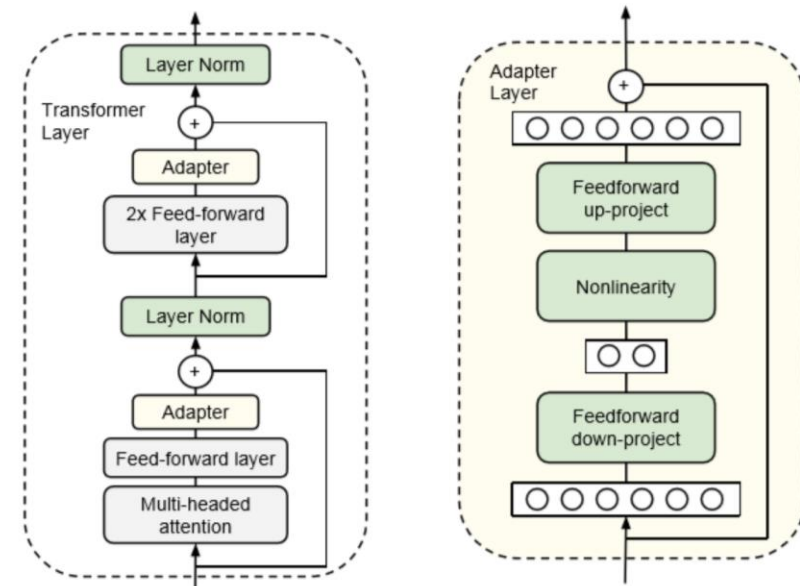 Layer Norm
Transformer
Layer
+
Adapter
2x Feed-forward
layer
Layer Norm
+
Adapter
Feed-forward layer
Multi-headed
attention
Adapter
Layer
+
Feedforward
up-project
Nonlinearity
Feedforward
down-project